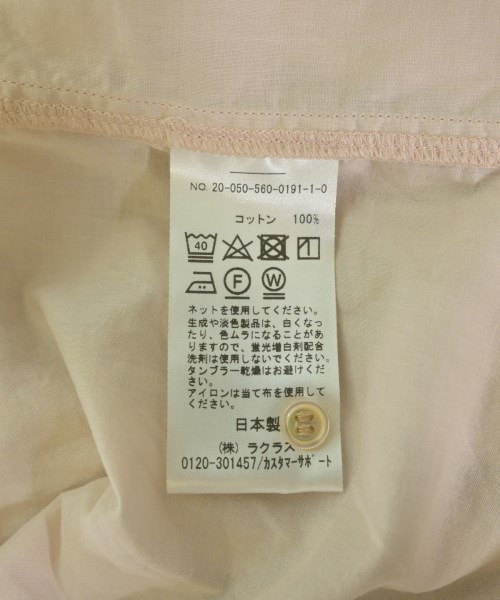 NO. 20-050-560-0191-1-0
コットン 100%
40
F W
ネットを使用してください。
生成や淡色製品は、白くなっ
たり、色ムラになることがあ
りますので、蛍光増白剤配合
洗剤は使用しないでください。
タンブラー乾燥はお避けくだ
さい。
アイロンは当て布を使用して
ください。
日本製
(株) ラクラス
0120-301457/カスタマーサポート